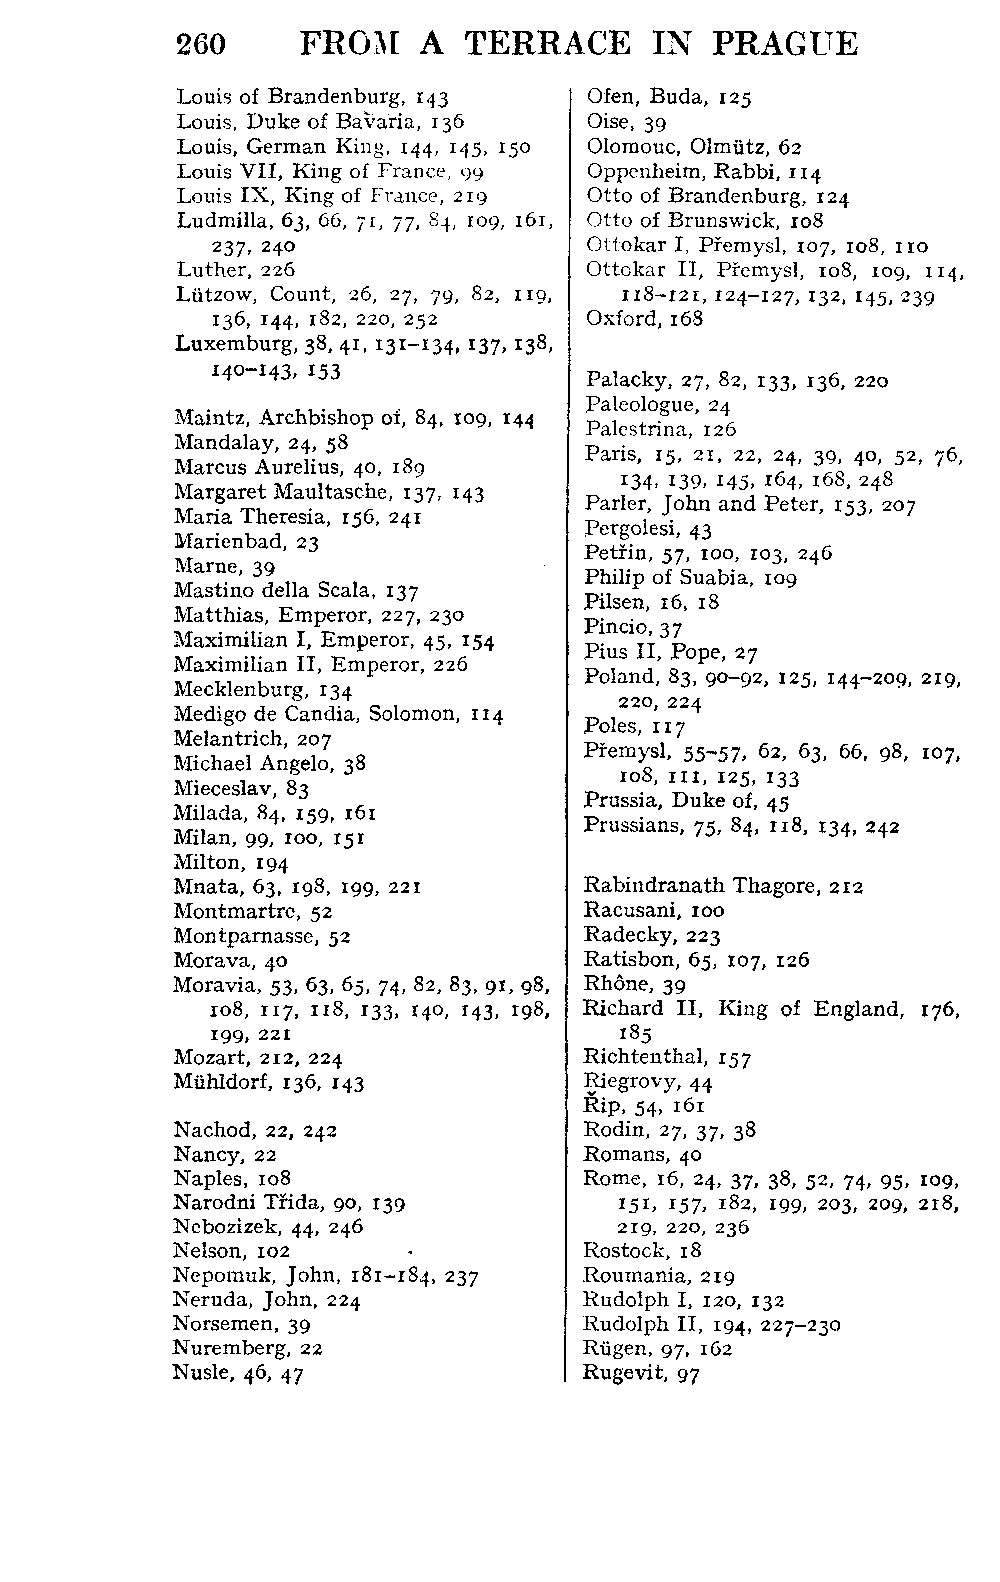 260 FROM A TERRACE IN PRAGUE
Louis of Brandenburg, 143
Louis, Duke of Bavaria, 136
Louis, German King, 144, 145, 150
Louis VII, King of France, 99
Louis IX, King of France, 219
Ludmilla, 63, 66, 71, 77, 84, 109, 161,
237, 240
Luther, 226
Lützow, Count, 26, 27, 79, 82, 119,
136, 144, 182, 220, 252
Luxemburg, 38, 41, 131–134, 137, 138,
140–143, 153
Maintz, Archbishop of, 84, 109, 144
Mandalay, 24, 58
Marcus Aurelius, 40, 189
Margaret Maultasche, 137, 143
Maria Theresia, 156, 241
Marienbad, 23
Marne, 39
Mastino della Scala, 137
Matthias, Emperor, 227, 230
Maximilian I, Emperor, 45, 154
Maximilian II, Emperor, 226
Mecklenburg, 134
Medigo de Candia, Solomon, 114
Melantrich, 207
Michael Angelo, 38
Mieceslav, 83
Milada, 84, 159, 161
Milan, 99, 100, 151
Milton, 194
Mnata, 63, 198, 199, 221
Montmartre, 52
Montparnasse, 52
Morava, 40
Moravia, 53, 63, 65, 74, 82, 83, 91, 98,
108, 117, 118, 133, 140, 143, 198,
199, 221
Mozart, 212, 224
Mühldorf, 136, 143
Nachod, 22, 242
Nancy, 22
Naples, 108
Narodni Třida, 90, 139
Nebozizek, 44, 246
Nelson, 102
Nepomuk, John, 181–184, 237
Neruda, John, 224
Norsemen, 39
Nuremberg, 22
Nusle, 46, 47
Ofen, Buda, 125
Oise, 39
Olomouc, Olmütz, 62
Oppenheim, Rabbi, 114
Otto of Brandenburg, 124
Otto of Brunswick, 108
Ottokar I, Přemysl, 107, 108, 110
Ottokar II, Přemysl, 108, 109, 114,
118–121, 124–127, 132, 145, 239
Oxford, 168
Palacky, 27, 82, 133, 136, 220
Paleologue, 24
Palestrina, 126
Paris, 15, 21, 22, 24, 39, 40, 52, 76,
134, 139, 145, 164, 168, 248
Parler, John and Peter, 153, 207
Pergolesi, 43
Petřin, 57, 100, 103, 246
Philip of Suabia, 109
Pilsen, 16, 18
Pincio, 37
Pius II, Pope, 27
Poland, 83, 90–92, 125, 144–209, 219,
220, 224
Poles, 117
Přemysl, 55–57, 62, 63, 66, 98, 107,
108, 111, 125, 133
Prussia, Duke of, 45
Prussians, 75, 84, 118, 134, 242
Rabindranath Thagore, 212
Racusani, 100
Radecky, 223
Ratisbon, 65, 107, 126
Rhône, 39
Richard II, King of England, 176,
185
Richtenthal, 157
Riegrovy, 44
Řip, 54, 161
Rodin, 27, 37, 38
Romans, 40
Rome, 16, 24, 37, 38, 52, 74, 95, 109,
151, 157, 182, 199, 203, 209, 218,
219, 220, 236
Rostock, 18
Roumania, 219
Rudolph I, 120, 132
Rudolph II, 194, 227–230
Rügen, 97, 162
Rugevit, 97